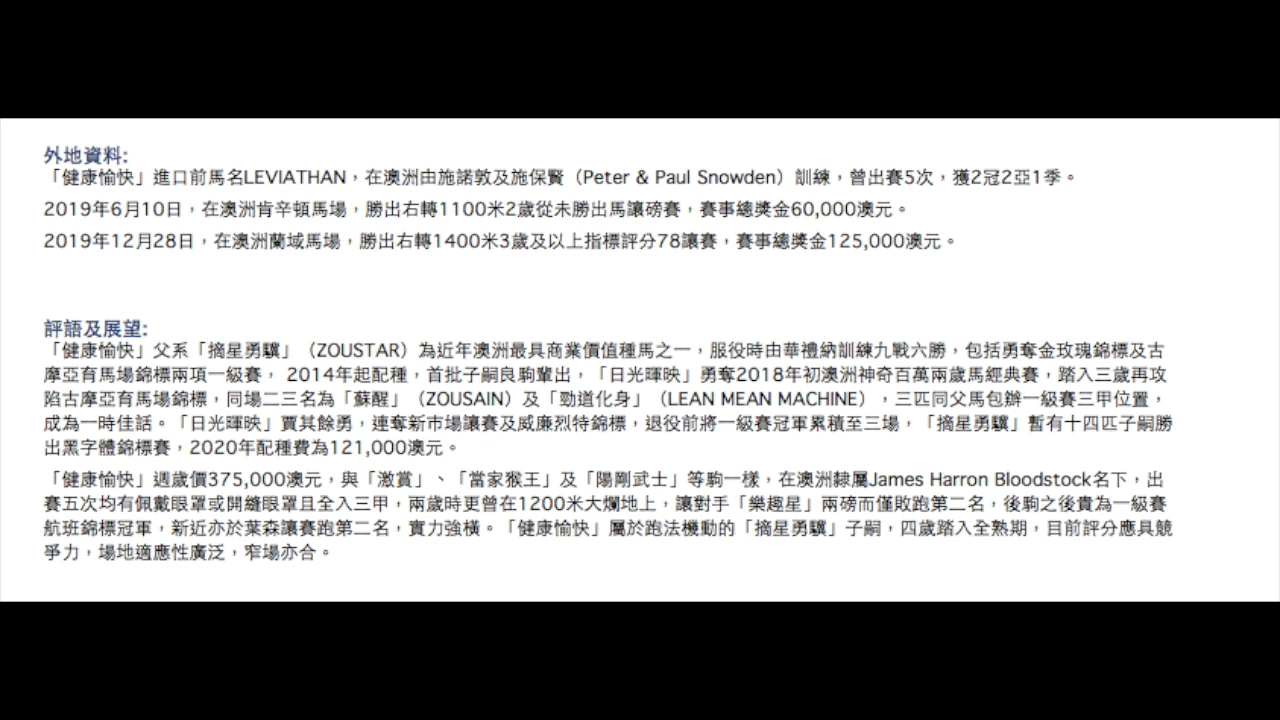 外地資料:
「健康愉快」進口前馬名LEVIATHAN，在澳洲由施諾敦及施保賢（Peter & Paul Snowden）訓練，曾出賽5次，獲2冠2亞1季。
2019年6月10日，在澳洲肯辛頓馬場，勝出右轉1100米2歲從未勝出馬讓磅賽，賽事總獎金60,000澳元。
2019年12月28日，在澳洲蘭域馬場，勝出右轉1400米3歲及以上指標評分78讓賽，賽事總獎金125,000澳元。
評語及展望:
「健康愉快」父系「摘星勇驥」（ZOUSTAR）為近年澳洲最具商業價值種馬之一，服役時由華禮納訓練九戰六勝，包括勇奪金玫瑰錦標及古
摩亞育馬場錦標兩項一級賽， 2014年起配種，首批子嗣良駒輩出，「日光暉映」勇奪2018年初澳洲神奇百萬兩歲馬經典賽，踏入三歲再攻
陷古摩亞育馬場錦標，同場二三名為「蘇醒」（ZOUSAIN）及「勁道化身」（LEAN MEAN MACHINE），三匹同父馬包辦一級賽三甲位置，
成為一時佳話。「日光暉映」賈其餘勇，連奪新市場讓賽及威廉烈特錦標，退役前將一級賽冠軍累積至三場，「摘星勇驥」暫有十四匹子嗣勝
出黑字體錦標賽，2020年配種費為121,000澳元。
「健康愉快」週歲價375,000澳元，與「激賞」、「當家猴王」及「陽剛武士」等駒一樣，在澳洲隸屬James Harron Bloodstock名下，出
賽五次均有佩戴眼罩或開縫眼罩且全入三甲，兩歲時更曾在1200米大爛地上，讓對手「樂趣星」兩磅而僅敗跑第二名，後駒之後貴為一級賽
航班錦標冠軍，新近亦於葉森讓賽跑第二名，實力強橫。「健康愉快」屬於跑法機動的「摘星勇驥」子嗣，四歲踏入全熟期，目前評分應具競
爭力，場地適應性廣泛，窄場亦合。